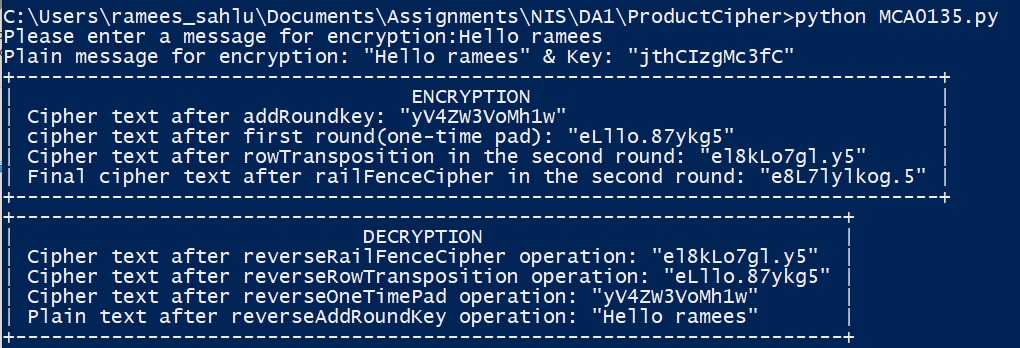 C:\Users\ramees_sahlu\Documents\Assignments\NIS\DA1\ProductCipher>python MCA0135.py
Please enter a message for encryption:Hello ramees
Plain message for encryption: "Hello ramees" & Key: "jthCIzgMc3fC"
+-----------------------------------------------------------------------------+
| ENCRYPTION |
| Cipher text after addRoundkey: "yV4ZW3VoMh1w" |
| cipher text after first round(one-time pad): "eLllo.87ykg5" |
| Cipher text after rowTransposition in the second round: "el8kLo7gl.y5" |
| Final cipher text after railFenceCipher in the second round: "e8L7lylkog.5" |
+-----------------------------------------------------------------------------+
+---------------------------------------------------------------------+
| DECRYPTION |
| Cipher text after reverseRailFenceCipher operation: "el8kLo7gl.y5" |
| Cipher text after reverseRowTransposition operation: "eLllo.87ykg5" |
| Cipher text after reverseOneTimePad operation: "yV4ZW3VoMh1w" |
| Plain text after reverseAddRoundKey operation: "Hello ramees" |
+---------------------------------------------------------------------+